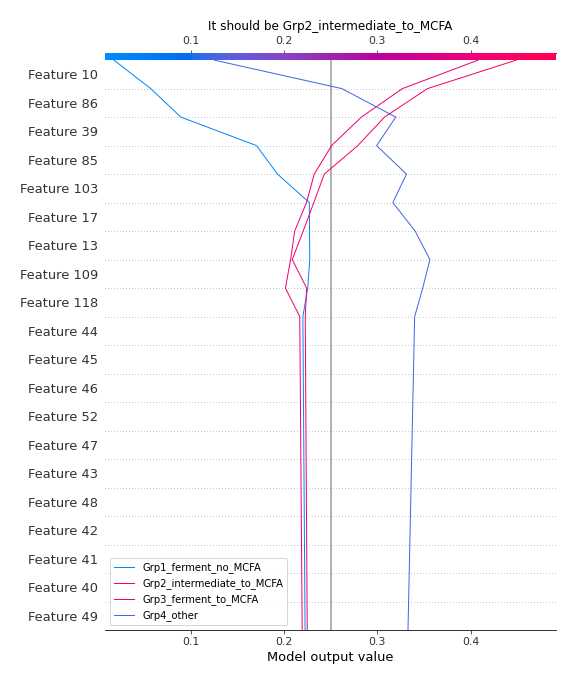 It should be Grp2_intermediate_to_MCFA
0.1 0.2 0.3 0.4
Feature 10
Feature 86
Feature 39
Feature 85
Feature 103
Feature 17
Feature 13
Feature 109
Feature 118
Feature 44
Feature 45
Feature 46
Feature 52
Feature 47
Feature 43
Feature 48
Feature 42
Feature 41
Feature 40
Feature 49
Grp1_ferment_no_MCFA
Grp2_intermediate_to_MCFA
Grp3_ferment_to_MCFA
Grp4_other
0.1 0.2 0.3 0.4
Model output value